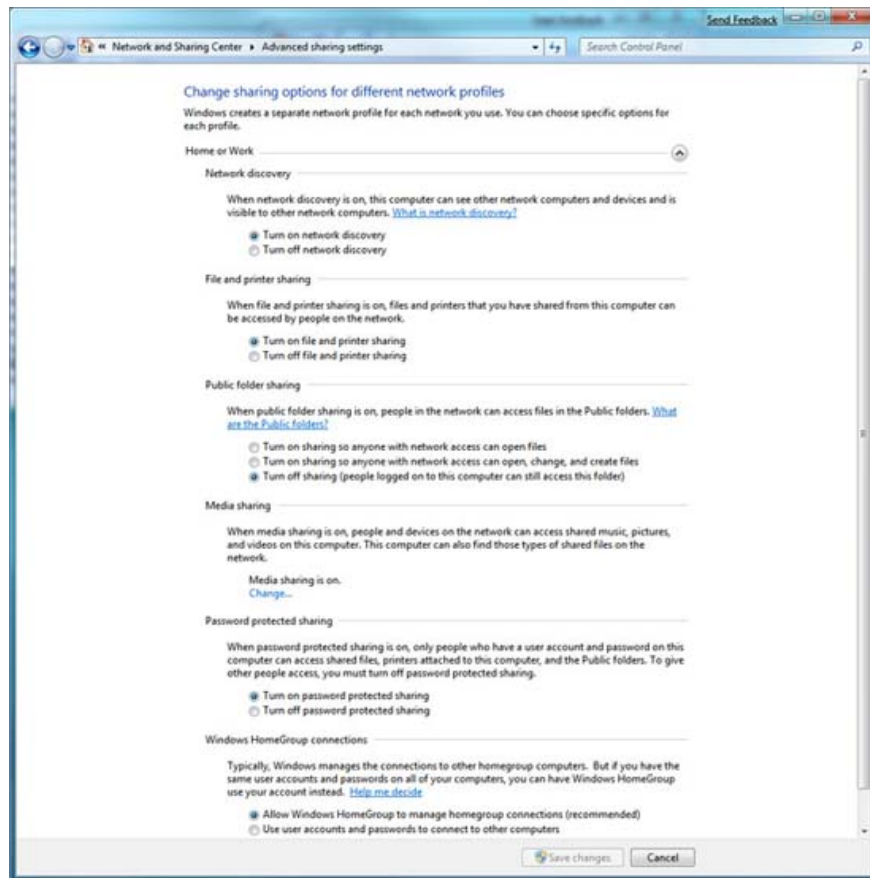 Send Feedback
« Network and Sharing Center ▸ Advanced sharing settings
Search Control Panel
Change sharing options for different network profiles
Windows creates a separate network profile for each network you use. You can choose specific options for
each profile.
Home or Work
Network discovery
When network discovery is on, this computer can see other network computers and devices and is
visible to other network computers. What is network discovery?
Turn on network discovery
Turn off network discovery
File and printer sharing
When file and printer sharing is on, files and printers that you have shared from this computer can
be accessed by people on the network.
Turn on file and printer sharing
Turn off file and printer sharing
Public folder sharing
When public folder sharing is on, people in the network can access files in the Public folders. What
are the Public folders?
Turn on sharing so anyone with network access can open files
Turn on sharing so anyone with network access can open, change, and create files
Turn off sharing (people logged on to this computer can still access this folder)
Media sharing
When media sharing is on, people and devices on the network can access shared music, pictures,
and videos on this computer. This computer can also find those types of shared files on the
network.
Media sharing is on.
Change...
Password protected sharing
When password protected sharing is on, only people who have a user account and password on this
computer can access shared files, printers attached to this computer, and the Public folders. To give
other people access, you must turn off password protected sharing.
Turn on password protected sharing
Turn off password protected sharing
Windows HomeGroup connections
Typically, Windows manages the connections to other homegroup computers. But if you have the
same user accounts and passwords on all of your computers, you can have Windows HomeGroup
use your account instead. Help me decide
Allow Windows HomeGroup to manage homegroup connections (recommended)
Use user accounts and passwords to connect to other computers
Save changes
Cancel